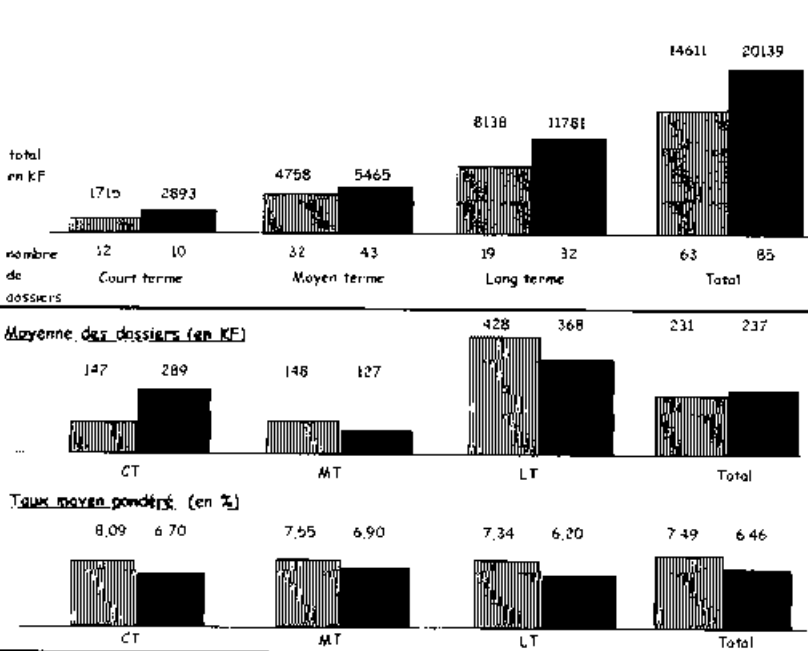 14611 20139
8138 11781
total
en KF
4758 5465
1715 2893
nombre 12 10 32 43 19 32 63 85
de Court terme Moyen terme Long terme Total
dossiers
Moyenne des dossiers (en KF)
428 368 231 237
147 289 148 127
...
CT MT LT Total
Taux moyen pondéré (en %)
8,09 6.70 7,55 6,90 7,34 6,20 7.49 6.46
CT MT LT Total